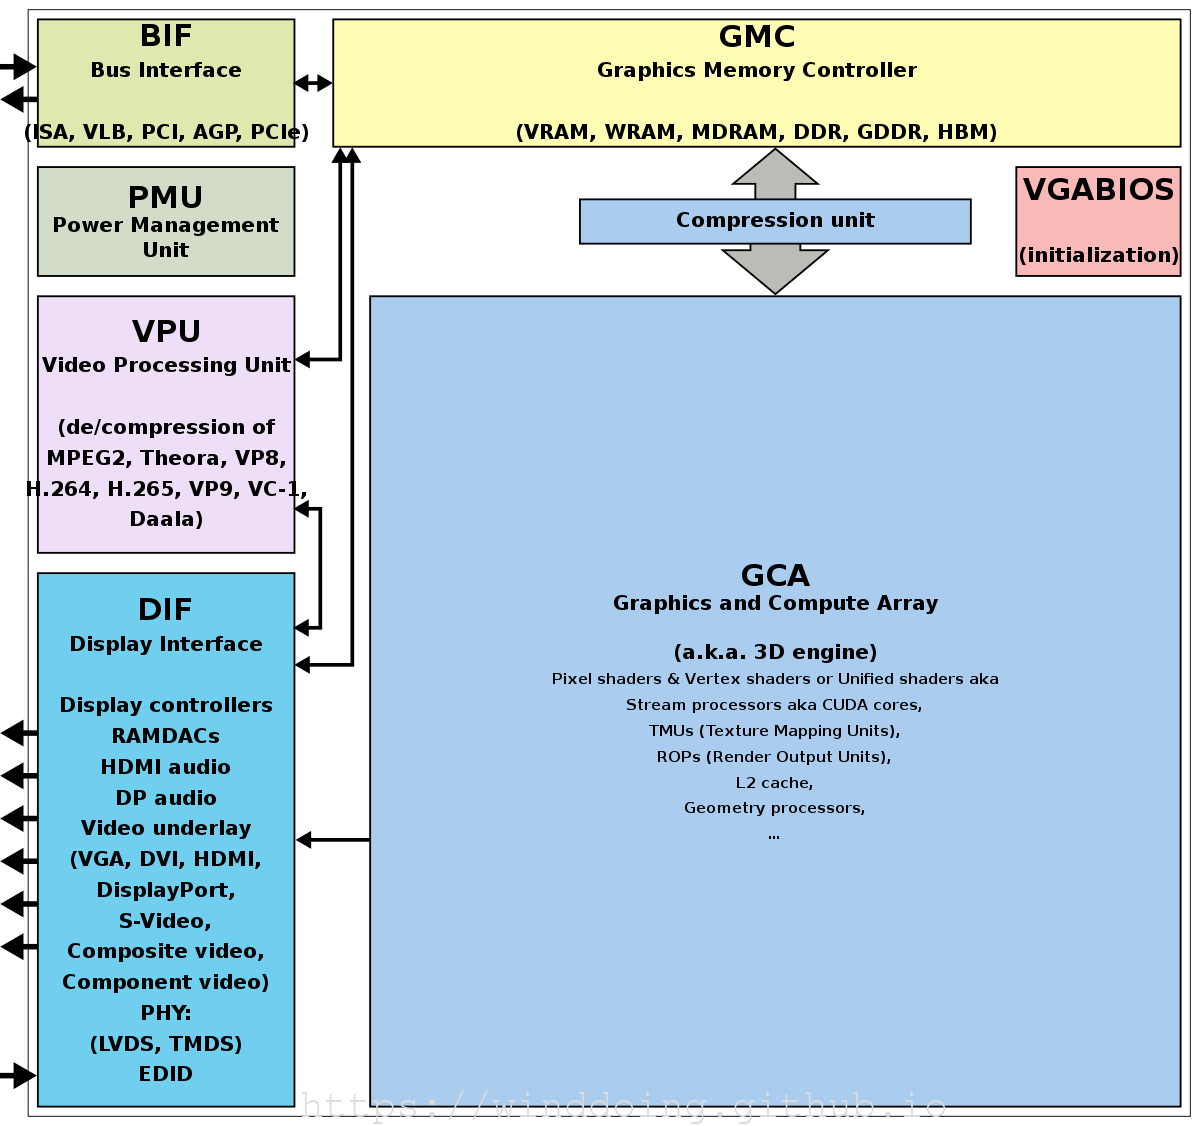 BIF
Bus Interface
(ISA, VLB, PCI, AGP, PCIe)
GMC
Graphics Memory Controller
(VRAM, WRAM, MDRAM, DDR, GDDR, HBM)
PMU
Power Management
Unit
Compression unit
VGABIOS
(initialization)
VPU
Video Processing Unit
(de/compression of
MPEG2, Theora, VP8,
H.264, H.265, VP9, VC-1,
Daala)
DIF
Display Interface
Display controllers
RAMDACs
HDMI audio
DP audio
Video underlay
(VGA, DVI, HDMI,
DisplayPort,
S-Video,
Composite video,
Component video)
PHY:
(LVDS, TMDS)
EDID
GCA
Graphics and Compute Array
(a.k.a. 3D engine)
Pixel shaders & Vertex shaders or Unified shaders aka
Stream processors aka CUDA cores,
TMUs (Texture Mapping Units),
ROPs (Render Output Units),
L2 cache,
Geometry processors,
...
https://winddoing.github.io